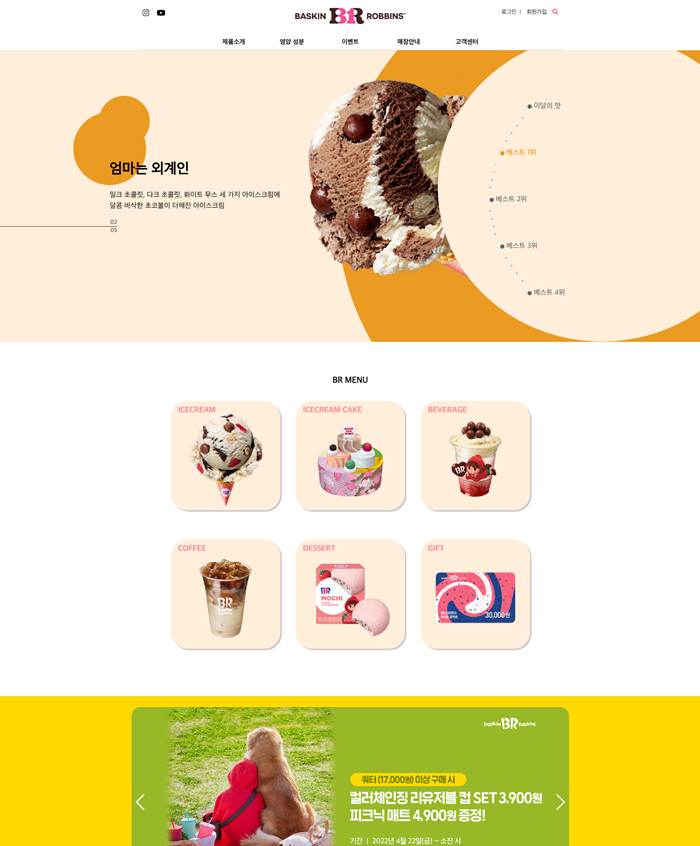 BASKIN BR ROBBINS
로그인 | 회원가입
제품소개 영양 성분 이벤트 매장안내 고객센터
엄마는 외계인
밀크 초콜릿, 다크 초콜릿, 화이트 무스 세 가지 아이스크림에
달콤 바삭한 초코볼이 더해진 아이스크림
02
05
이달의 맛
베스트 1위
베스트 2위
베스트 3위
베스트 4위
BR MENU
ICECREAM
ICECREAM CAKE
BEVERAGE
BR
BR
COFFEE
DESSERT
GIFT
BR
BR
MOCHI
30,000원
baskin BR robbins
쿼터 (17,000원) 이상 구매 시
컬러체인징 리유저블 컵 SET 3.900원
피크닉 매트 4.900원 증정!
기간 | 2022년 4월 22일(금) ~ 소진 시